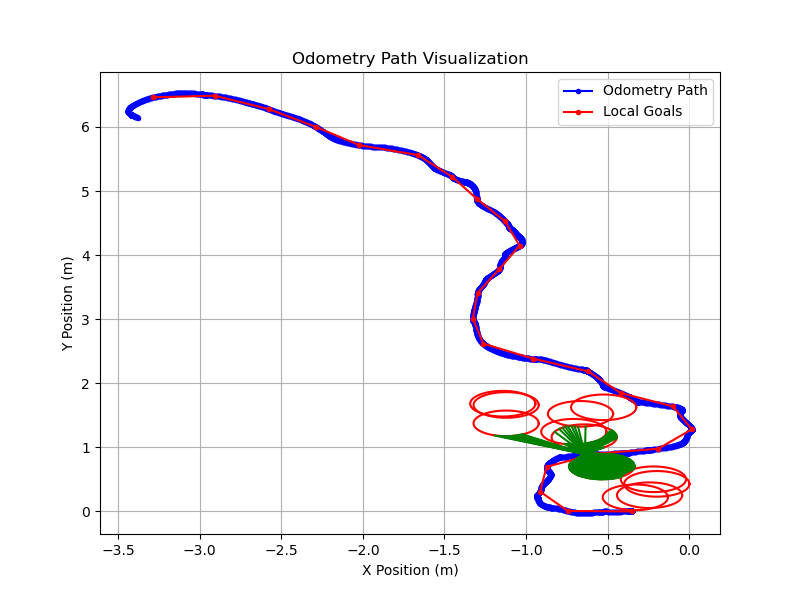 Odometry Path Visualization
Odometry Path
Local Goals
Y Position (m)
6
5
4
3
2
1
0
−3.5 −3.0 −2.5 −2.0 −1.5 −1.0 −0.5 0.0
X Position (m)